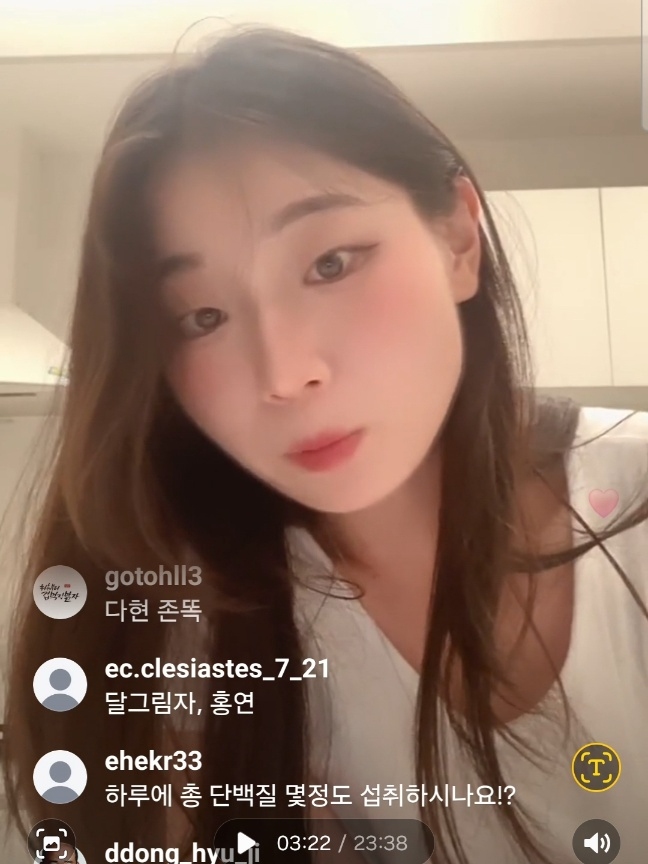 gotohll3
다현 존똑
ec.clesiastes_7_21
달그림자, 홍연
ehekr33
하루에 총 단백질 몇정도 섭취하시나요!?
ddong_hyu_ji
03:22 / 23:38
T